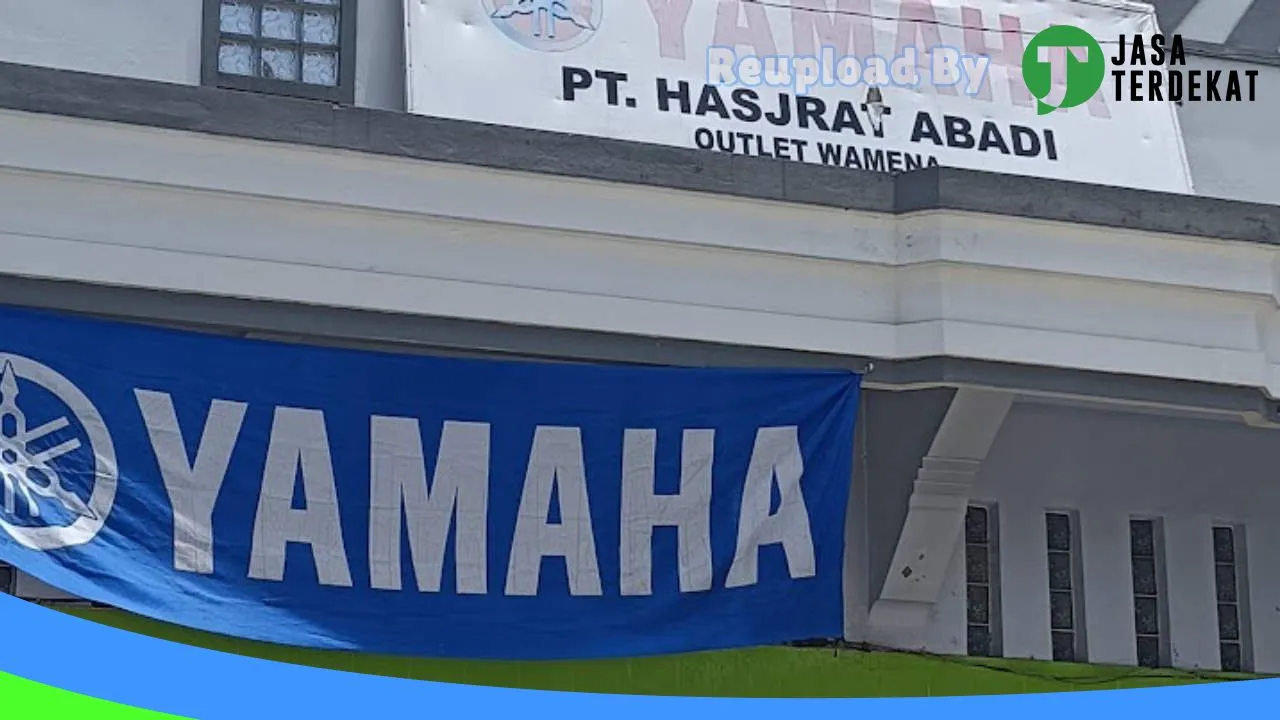 YAMAHA
Reupload By
JASA
TERDEKAT
PT. HASJRAT ABADI
OUTLET WAMENA
YAMAHA